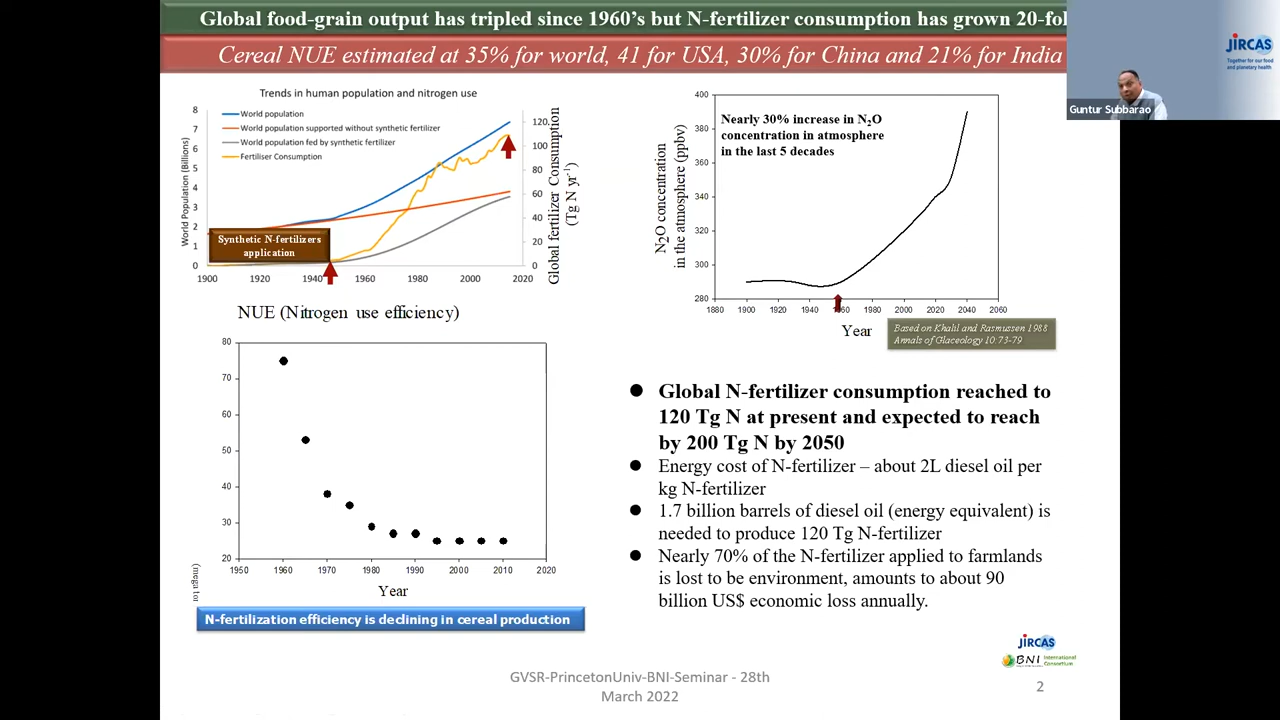 Global food-grain output has tripled since 1960's but N-fertilizer consumption has grown 20-fol
Cereal NUE estimated at 35% for world, 41 for USA, 30% for China and 21% for India
JIRCAS
Together for our food
and planetary health
Guntur Subbarao
Trends in human population and nitrogen use
World population
World population supported without synthetic fertilizer
World population fed by synthetic fertilizer
Fertiliser Consumption
World Population (Billions)
8
7
6
5
4
3
2
1
0
120.
100
80
60
40
20
0
Global fertilizer Consumption
(Tg N yr-1)
Synthetic N-fertilizers
application
1900 1920 1940 1960 1980 2000 2020
Nearly 30% increase in N2O
concentration in atmosphere
in the last 5 decades
N2O concentration
in the atmosphere (ppbv)
400
380
360
340
320
300
280
1880 1900 1920 1940 1960 1980 2000 2020 2040 2060
Year
Based on Khalil and Rasmussen 1988
Annals of Glaceology 10:73-79
NUE (Nitrogen use efficiency)
80
70
60
50
40
30
20
1950 1960 1970 1980 1990 2000 2010 2020
Year
N-fertilization efficiency is declining in cereal production
● Global N-fertilizer consumption reached to
120 Tg N at present and expected to reach
by 200 Tg N by 2050
● Energy cost of N-fertilizer – about 2L diesel oil per
kg N-fertilizer
● 1.7 billion barrels of diesel oil (energy equivalent) is
needed to produce 120 Tg N-fertilizer
● Nearly 70% of the N-fertilizer applied to farmlands
is lost to be environment, amounts to about 90
billion US$ economic loss annually.
JIRCAS
BNI International
Consortium
GVSR-PrincetonUniv-BNI-Seminar - 28th
March 2022
2